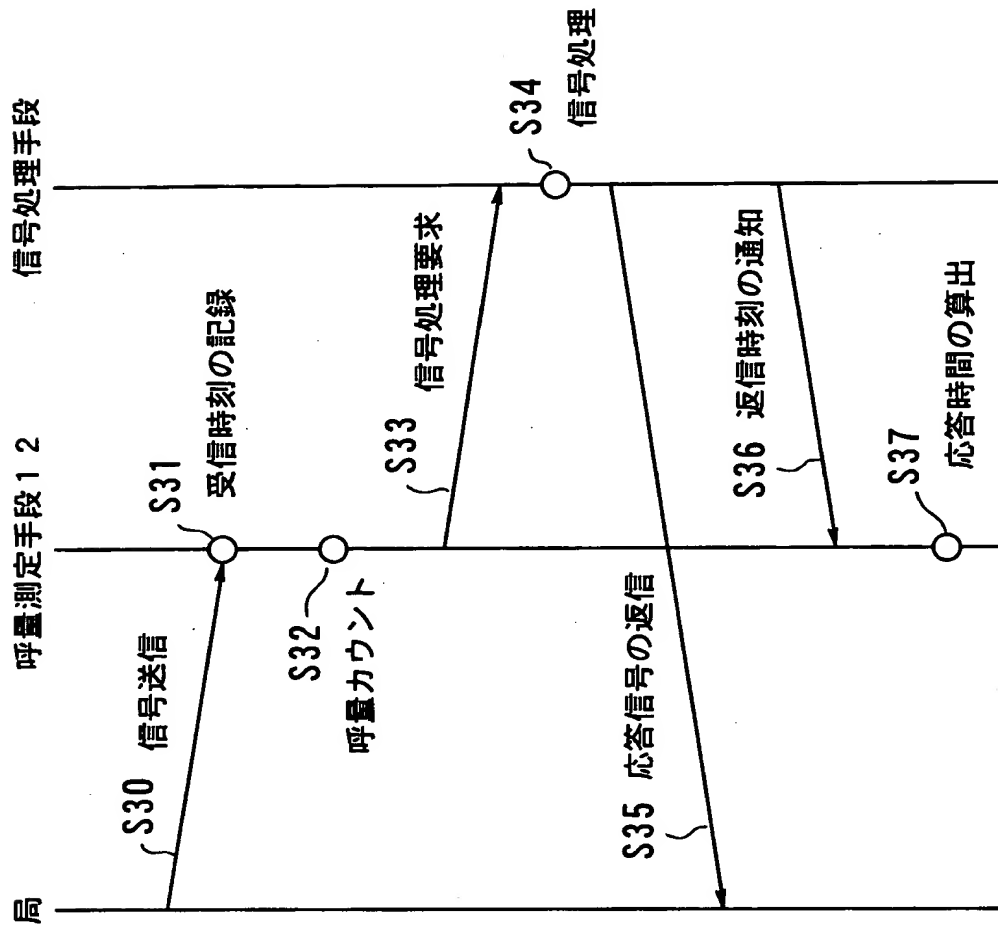 局
呼量測定手段12
信号処理手段
S30 信号送信
S31
受信時刻の記録
S32
呼量カウント
S33 信号処理要求
S34
信号処理
S35 応答信号の返信
S36 返信時刻の通知
S37
応答時間の算出